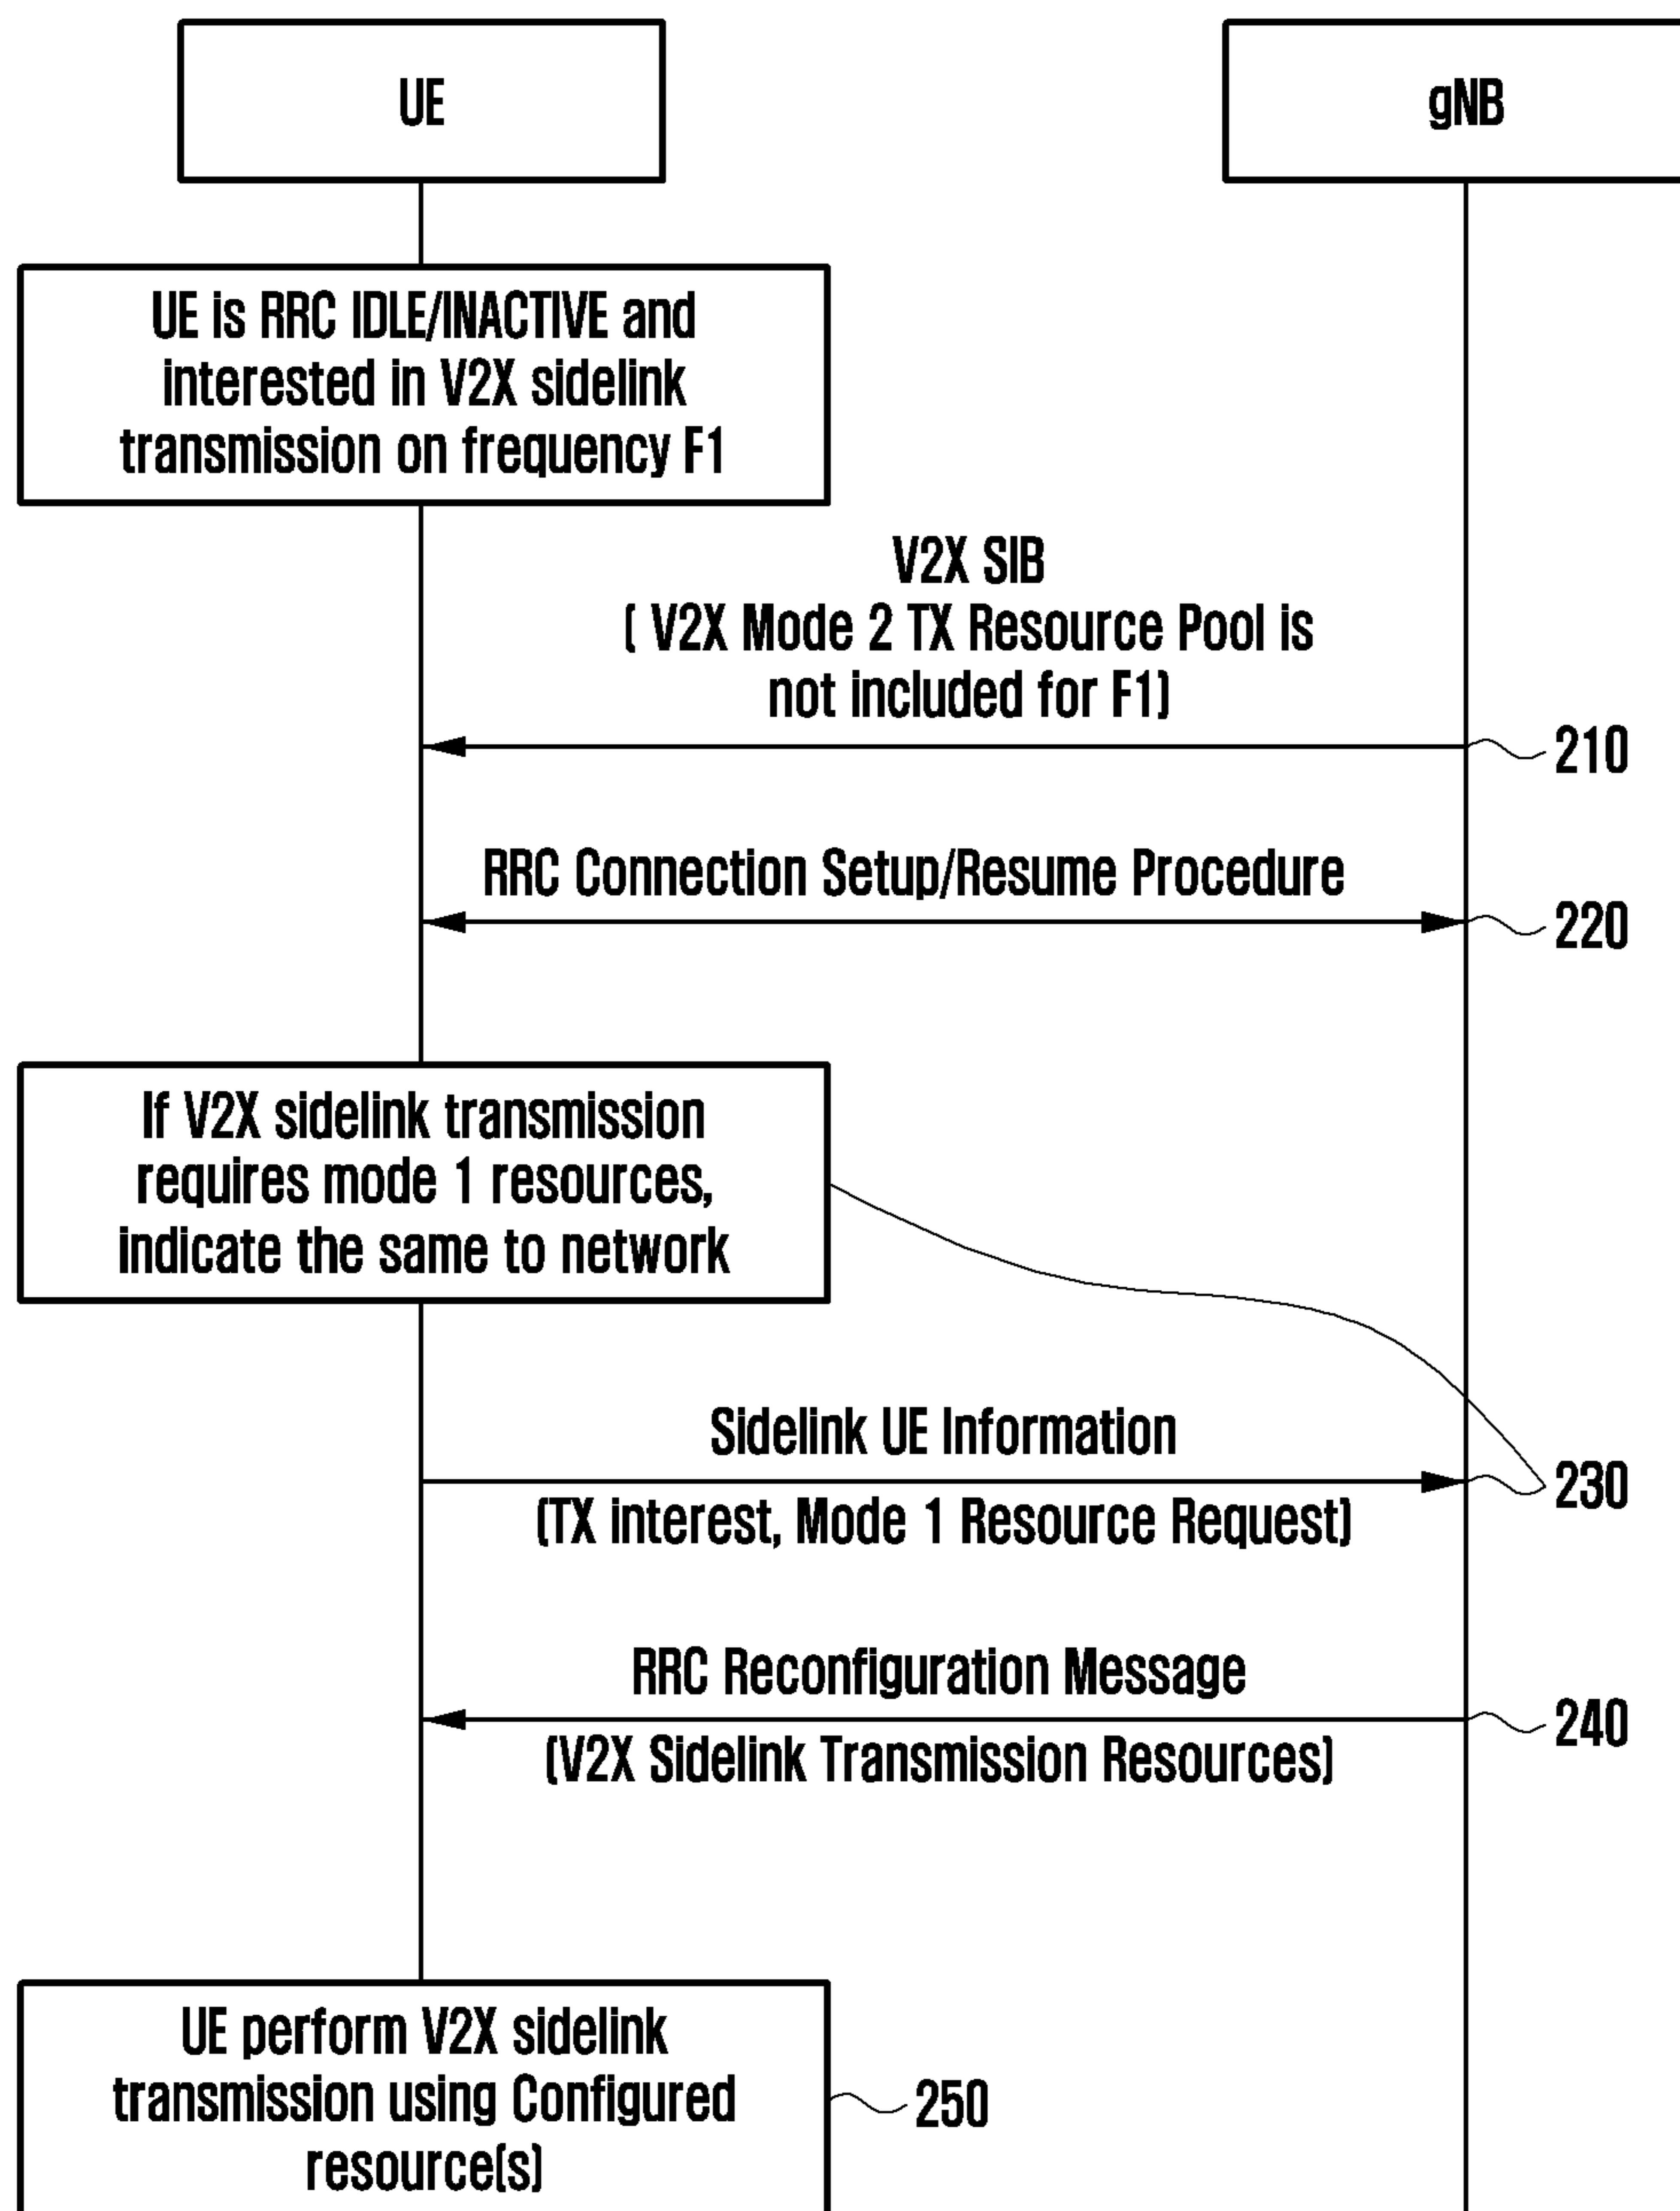 UE
gNB
UE is RRC IDLE/INACTIVE and
interested in V2X sidelink
transmission on frequency F1
V2X SIB
( V2X Mode 2 TX Resource Pool is
not included for F1)
210
RRC Connection Setup/Resume Procedure
220
If V2X sidelink transmission
requires mode 1 resources,
indicate the same to network
Sidelink UE Information
230
(TX interest, Mode 1 Resource Request)
RRC Reconfiguration Message
240
(V2X Sidelink Transmission Resources)
UE perform V2X sidelink
transmission using Configured
resource(s)
250